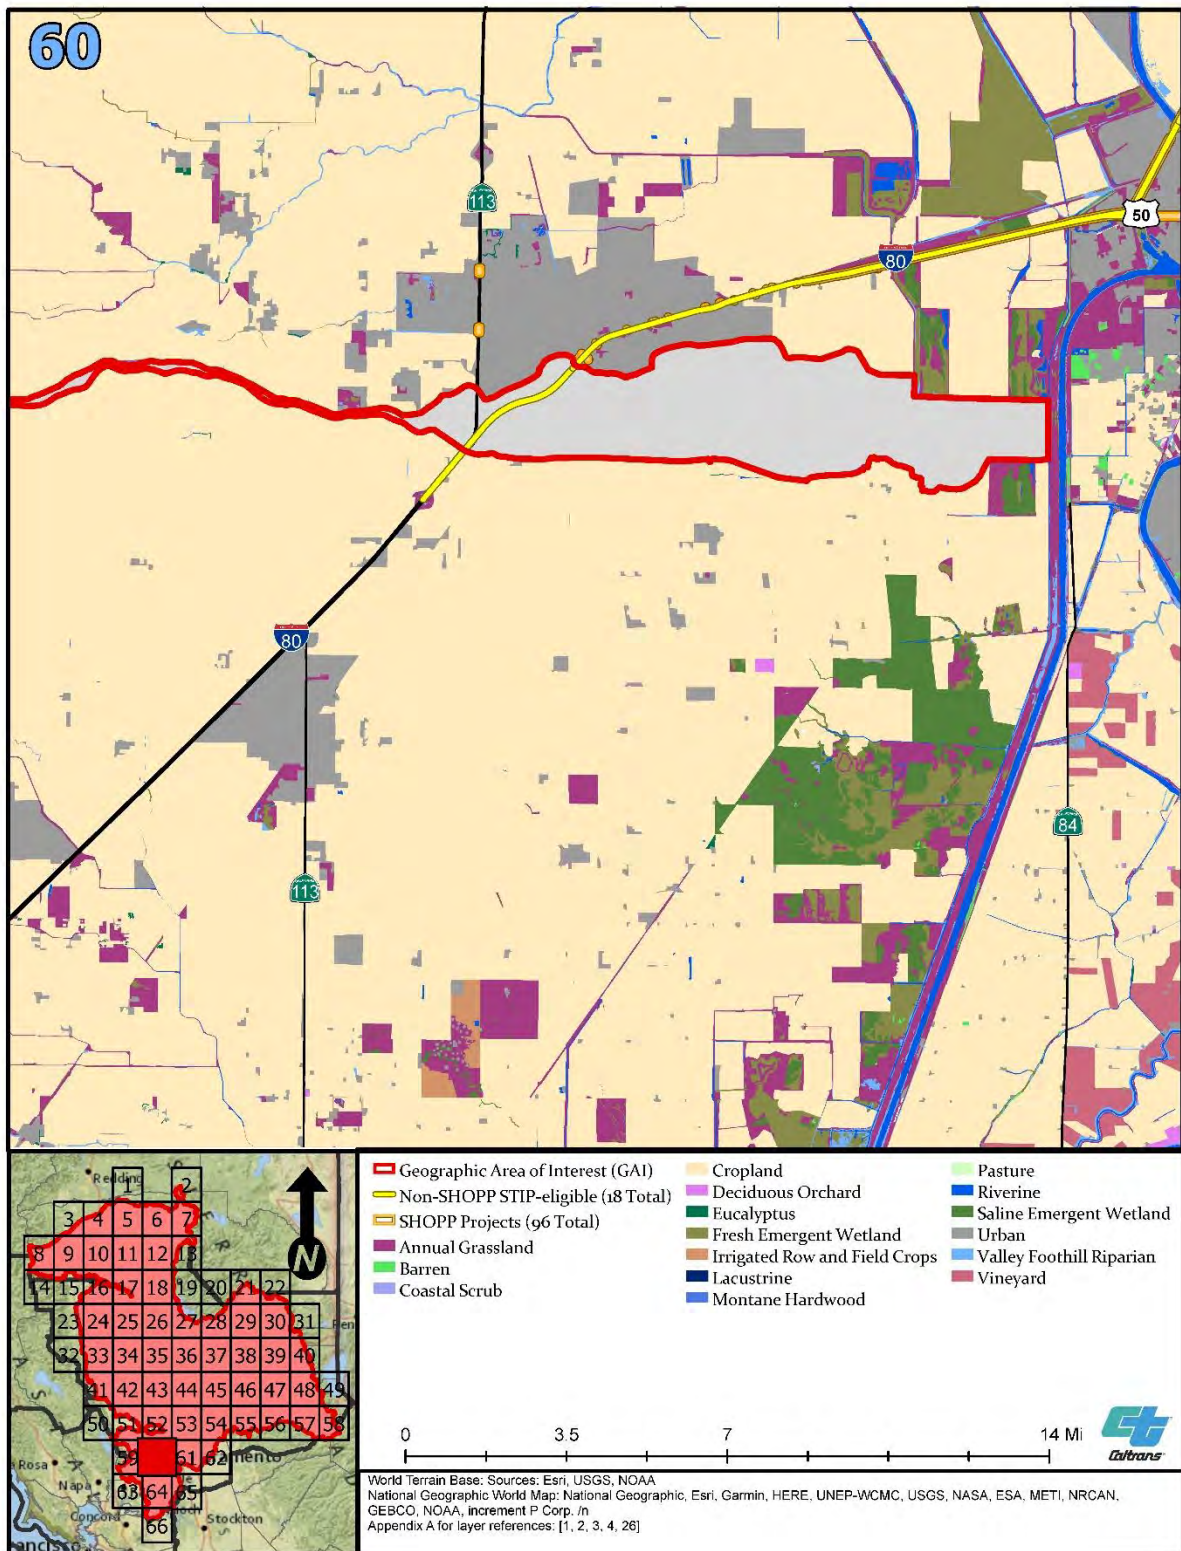 60
113
50
80
80
113
84
Redding
1 2
3 4 5 6 7
8 9 10 11 12 13
14 15 16 17 18 19 20 21 22
23 24 25 26 27 28 29 30 31
32 33 34 35 36 37 38 39 40
41 42 43 44 45 46 47 48 49
50 51 52 53 54 55 56 57 58
59 61 62
63 64 65
66
Rosa
Napa
Concord
Stockton
N
Geographic Area of Interest (GAI)
Non-SHOPP STIP-eligible (18 Total)
SHOPP Projects (96 Total)
Annual Grassland
Barren
Coastal Scrub
Cropland
Deciduous Orchard
Eucalyptus
Fresh Emergent Wetland
Irrigated Row and Field Crops
Lacustrine
Montane Hardwood
Pasture
Riverine
Saline Emergent Wetland
Urban
Valley Foothill Riparian
Vineyard
0 3.5 7 14 Mi
Caltrans
World Terrain Base: Sources: Esri, USGS, NOAA
National Geographic World Map: National Geographic, Esri, Garmin, HERE, UNEP-WCMC, USGS, NASA, ESA, METI, NRCAN,
GEBCO, NOAA, increment P Corp. /n
Appendix A for layer references: [1, 2, 3, 4, 26]